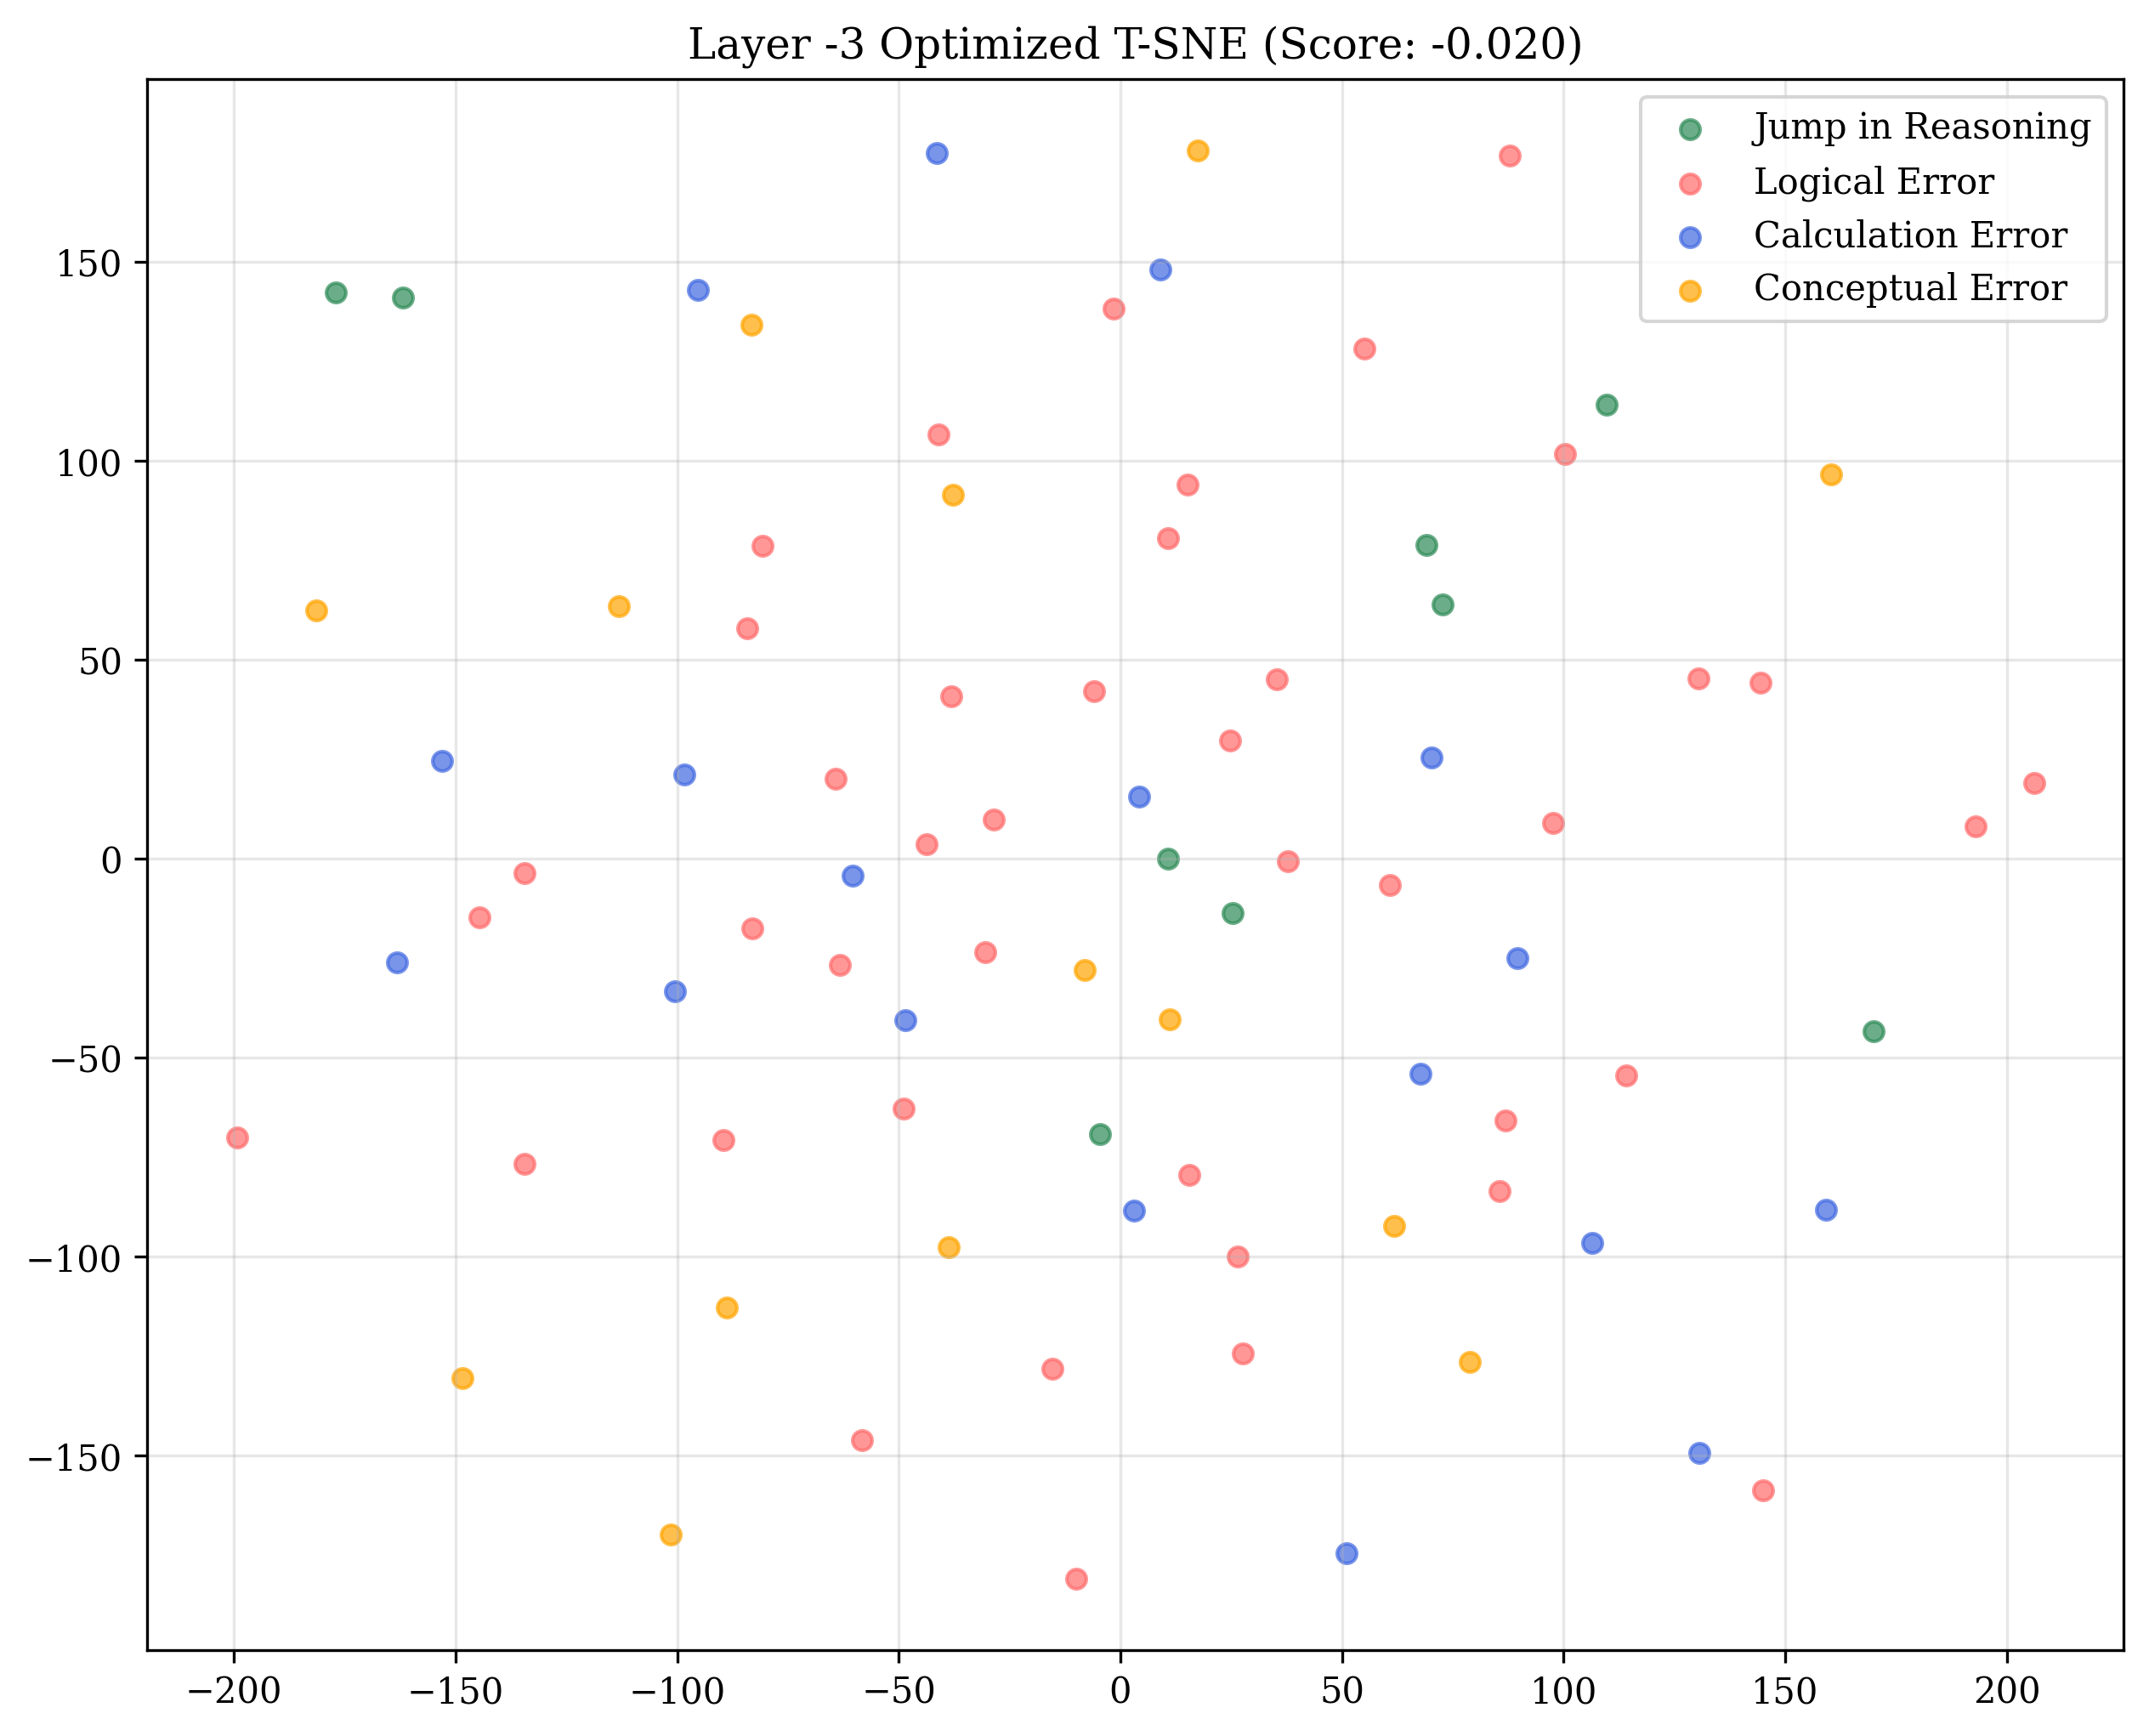 Layer -3 Optimized T-SNE (Score: -0.020)
Jump in Reasoning
Logical Error
Calculation Error
Conceptual Error
150
100
50
0
−50
−100
−150
−200 −150 −100 −50 0 50 100 150 200